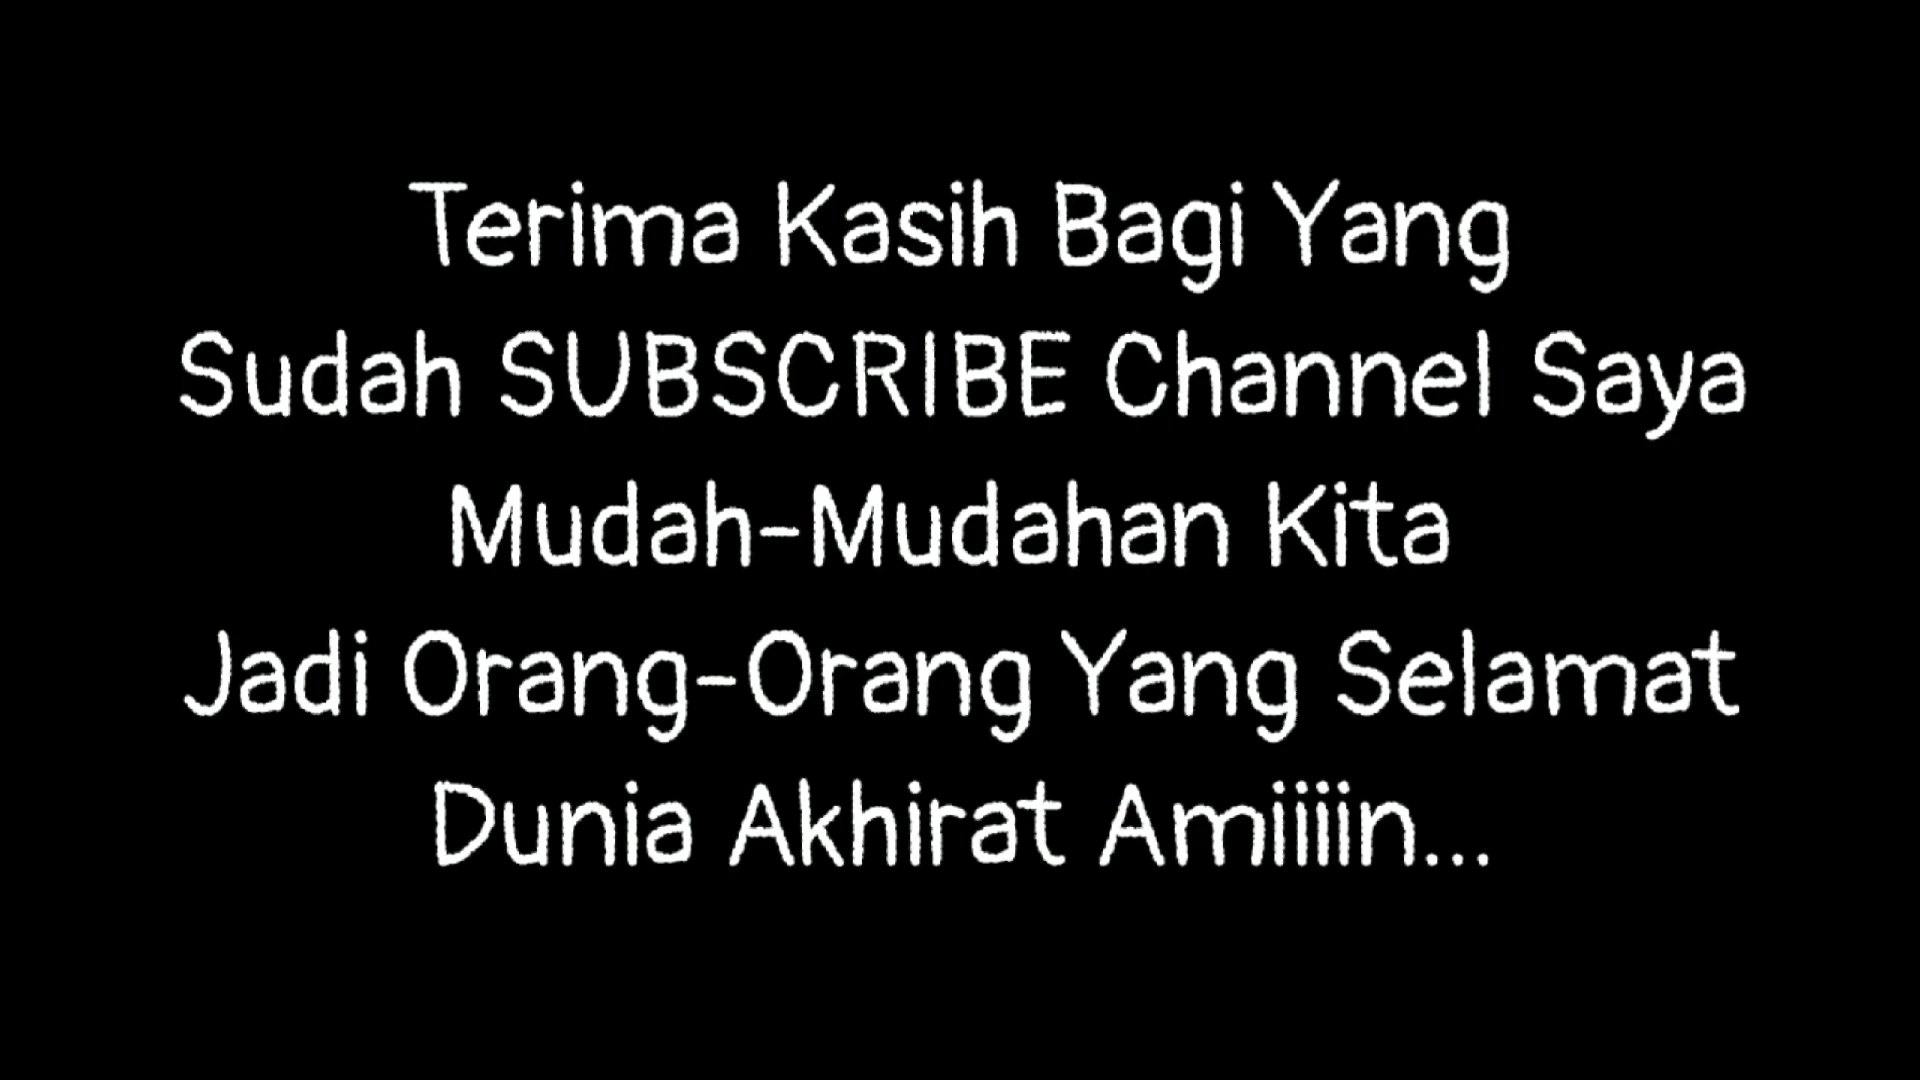 Terima Kasih Bagi Yang
Sudah SUBSCRIBE Channel Saya
Mudah-Mudahan Kita
Jadi Orang-Orang Yang Selamat
Dunia Akhirat Amiiiin...